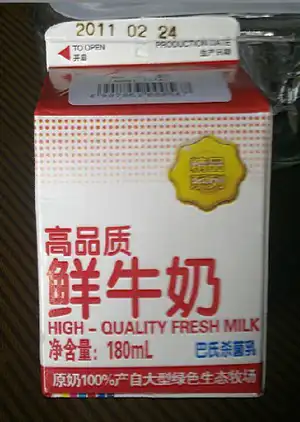 2011 02 24
TO OPEN
开启
PRODUCTION DATE
生产日期
精品
高品质
鲜牛奶
HIGH - QUALITY FRESH MILK
净含量: 180mL
巴氏杀菌乳
原奶100%产自大型绿色生态牧场